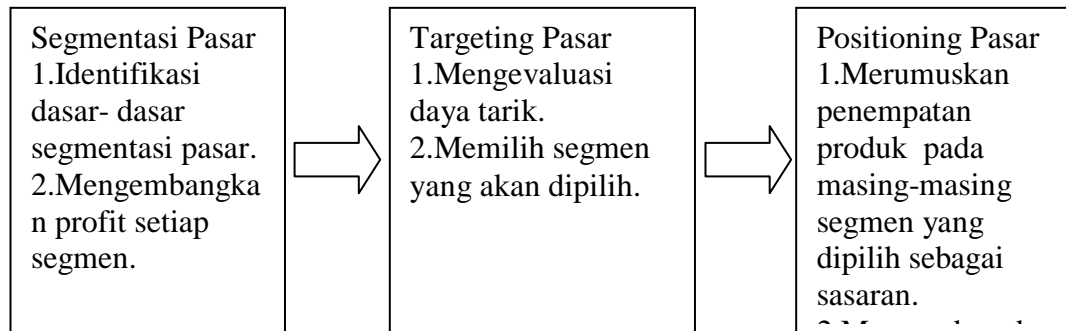 Segmentasi Pasar
1.Identifikasi
dasar- dasar
segmentasi pasar.
2.Mengembangka
n profit setiap
segmen.
Targeting Pasar
1.Mengevaluasi
daya tarik.
2.Memilih segmen
yang akan dipilih.
Positioning Pasar
1.Merumuskan
penempatan
produk pada
masing-masing
segmen yang
dipilih sebagai
sasaran.